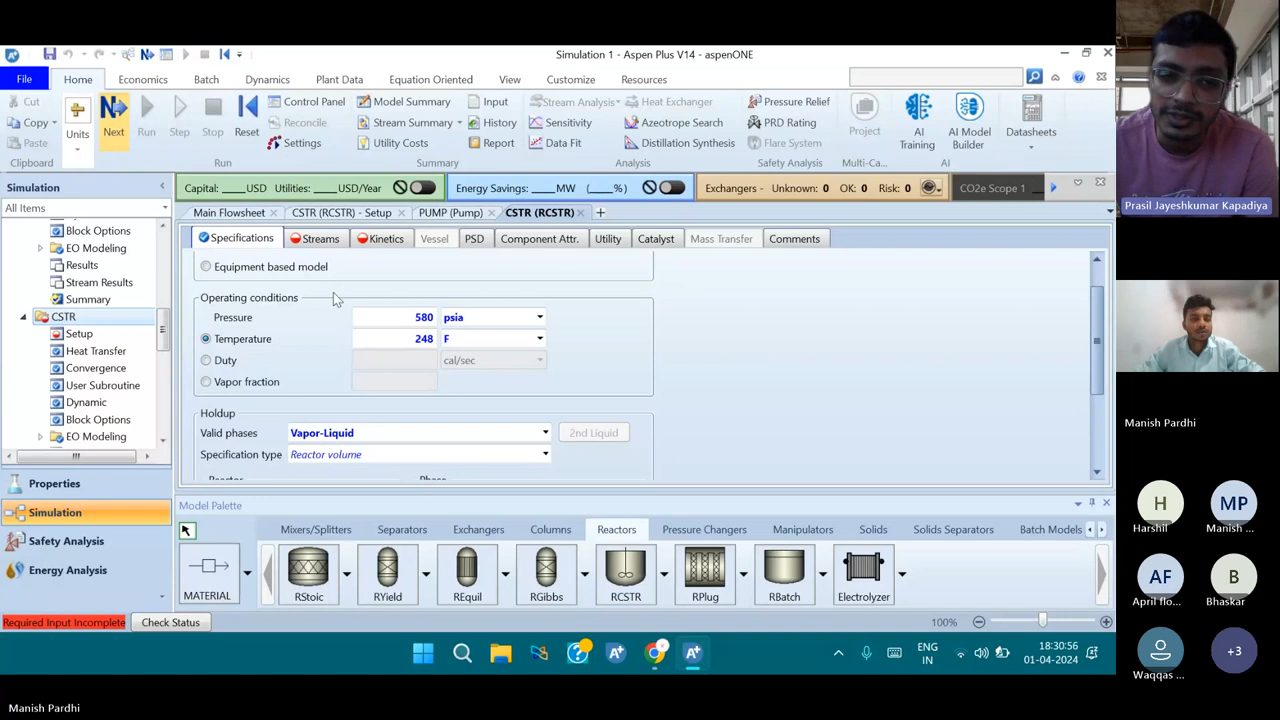 Simulation 1 - Aspen Plus V14 - aspenONE
File
Home
Economics
Batch
Dynamics
Plant Data
Equation Oriented
View
Customize
Resources
Cut
Copy
Paste
Clipboard
Units
Next
Run
Step
Stop
Reset
Control Panel
Reconcile
Settings
Run
Model Summary
Stream Summary
Utility Costs
Input
History
Report
Summary
Stream Analysis
Sensitivity
Data Fit
Heat Exchanger
Azeotrope Search
Distillation Synthesis
Analysis
Pressure Relief
PRD Rating
Flare System
Safety Analysis
Project
Multi-Ca...
AI Training
AI Model Builder
AI
Datasheets
Simulation
All Items
Block Options
EO Modeling
Results
Stream Results
Summary
CSTR
Setup
Heat Transfer
Convergence
User Subroutine
Dynamic
Block Options
EO Modeling
Properties
Simulation
Safety Analysis
Energy Analysis
Capital: ____USD Utilities: ____USD/Year
Energy Savings: ____MW (____%)
Exchangers - Unknown: 0 OK: 0 Risk: 0
CO2e Scope 1
Main Flowsheet
CSTR (RCSTR) - Setup
PUMP (Pump)
CSTR (RCSTR)
Specifications
Streams
Kinetics
Vessel
PSD
Component Attr.
Utility
Catalyst
Mass Transfer
Comments
Equipment based model
Operating conditions
Pressure 580 psia
Temperature 248 F
Duty cal/sec
Vapor fraction
Holdup
Valid phases Vapor-Liquid 2nd Liquid
Specification type Reactor volume
Reactor Phase
Model Palette
MATERIAL
Mixers/Splitters
Separators
Exchangers
Columns
Reactors
Pressure Changers
Manipulators
Solids
Solids Separators
Batch Models
RStoic
RYield
REquil
RGibbs
RCSTR
RPlug
RBatch
Electrolyzer
Required Input Incomplete
Check Status
100%
ENG
IN
18:30:56
01-04-2024
Prasil Jayeshkumar Kapadiya
Manish Pardhi
H
Harshil
MP
Manish ...
AF
April flo...
B
Bhaskar
Waqqas ...
+3
Manish Pardhi